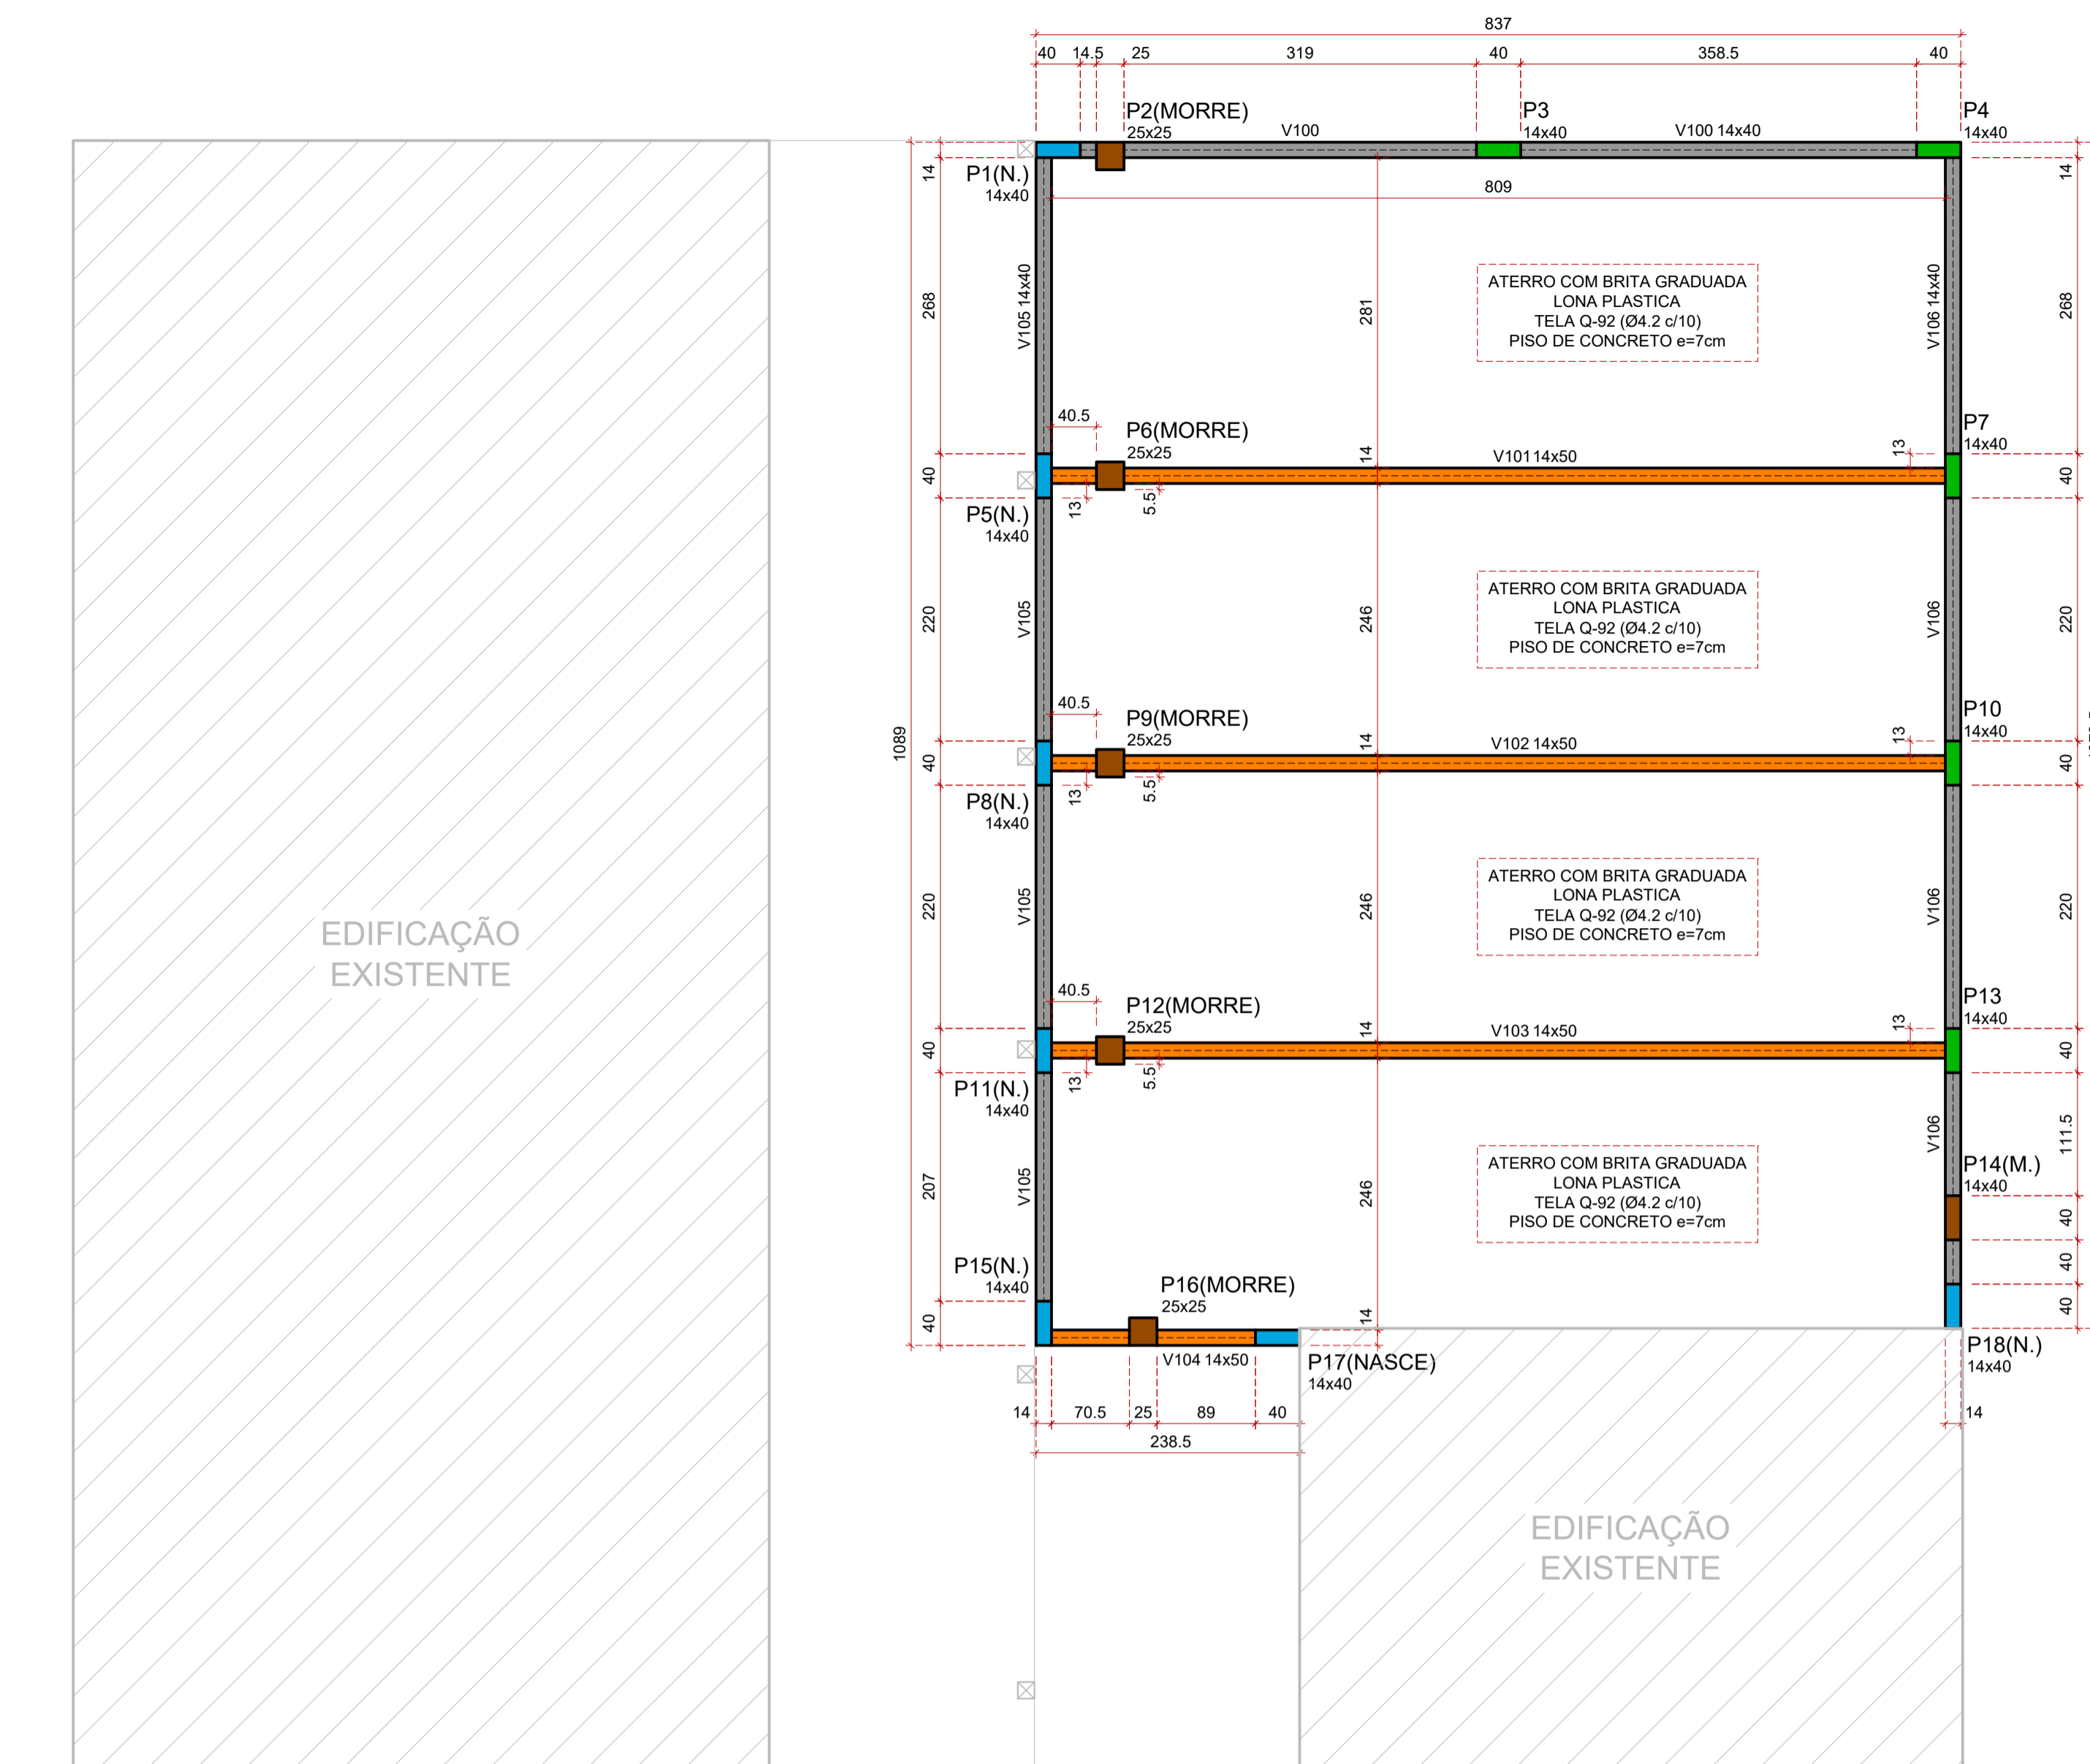 837
40 14.5 25 319 40 358.5 40
P2(MORRE)
25x25
V100
P3
14x40
V100 14x40
P4
14x40
14
P1(N.)
14x40
809
14
268
V105 14x40
281
ATERRO COM BRITA GRADUADA
LONA PLASTICA
TELA Q-92 (Ø4.2 c/10)
PISO DE CONCRETO e=7cm
V106 14x40
268
40.5
P6(MORRE)
25x25
14
V101 14x50
13
P7
14x40
40
13
5.5
40
P5(N.)
14x40
220
V105
246
ATERRO COM BRITA GRADUADA
LONA PLASTICA
TELA Q-92 (Ø4.2 c/10)
PISO DE CONCRETO e=7cm
V106
220
40.5
P9(MORRE)
25x25
1089
14
V102 14x50
13
P10
14x40
40
13
5.5
40
P8(N.)
14x40
220
V105
246
ATERRO COM BRITA GRADUADA
LONA PLASTICA
TELA Q-92 (Ø4.2 c/10)
PISO DE CONCRETO e=7cm
V106
220
EDIFICAÇÃO
EXISTENTE
40.5
P12(MORRE)
25x25
14
V103 14x50
13
P13
14x40
40
13
5.5
40
P11(N.)
14x40
V106
111.5
207
V105
246
ATERRO COM BRITA GRADUADA
LONA PLASTICA
TELA Q-92 (Ø4.2 c/10)
PISO DE CONCRETO e=7cm
P14(M.)
14x40
40
40
P15(N.)
14x40
P16(MORRE)
25x25
40
14
40
V104 14x50
P17(NASCE)
14x40
P18(N.)
14x40
14 70.5 25 89 40
14
238.5
EDIFICAÇÃO
EXISTENTE